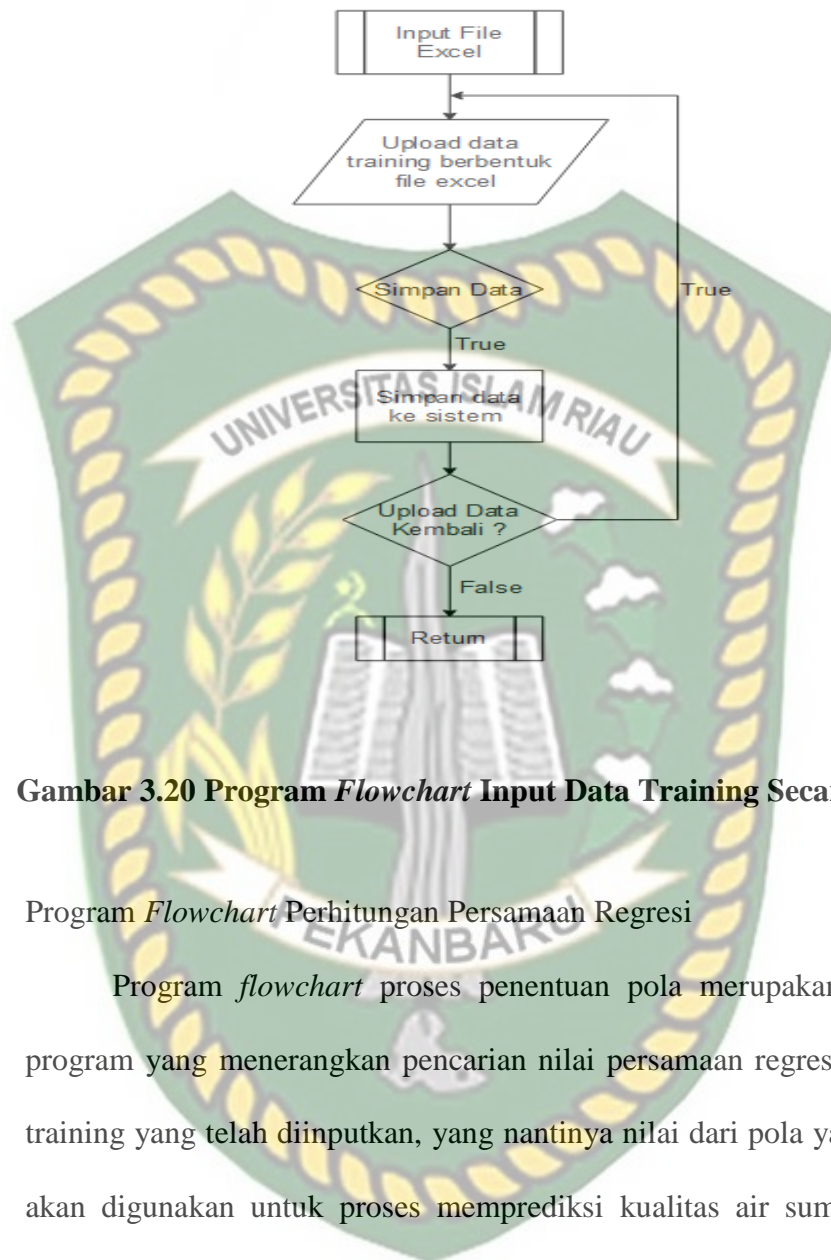 Input File
Excel
Upload data
training berbentuk
file excel
Simpan Data
True
True
Simpan data
ke sistem
UNIVERSITAS ISLAM RIAU
Upload Data
Kembali ?
False
Return
Gambar 3.20 Program Flowchart Input Data Training Seca
Program Flowchart Perhitungan Persamaan Regresi
PEKANBARU
Program flowchart proses penentuan pola merupakan
program yang menerangkan pencarian nilai persamaan regres
training yang telah diinputkan, yang nantinya nilai dari pola ya
akan digunakan untuk proses memprediksi kualitas air sum